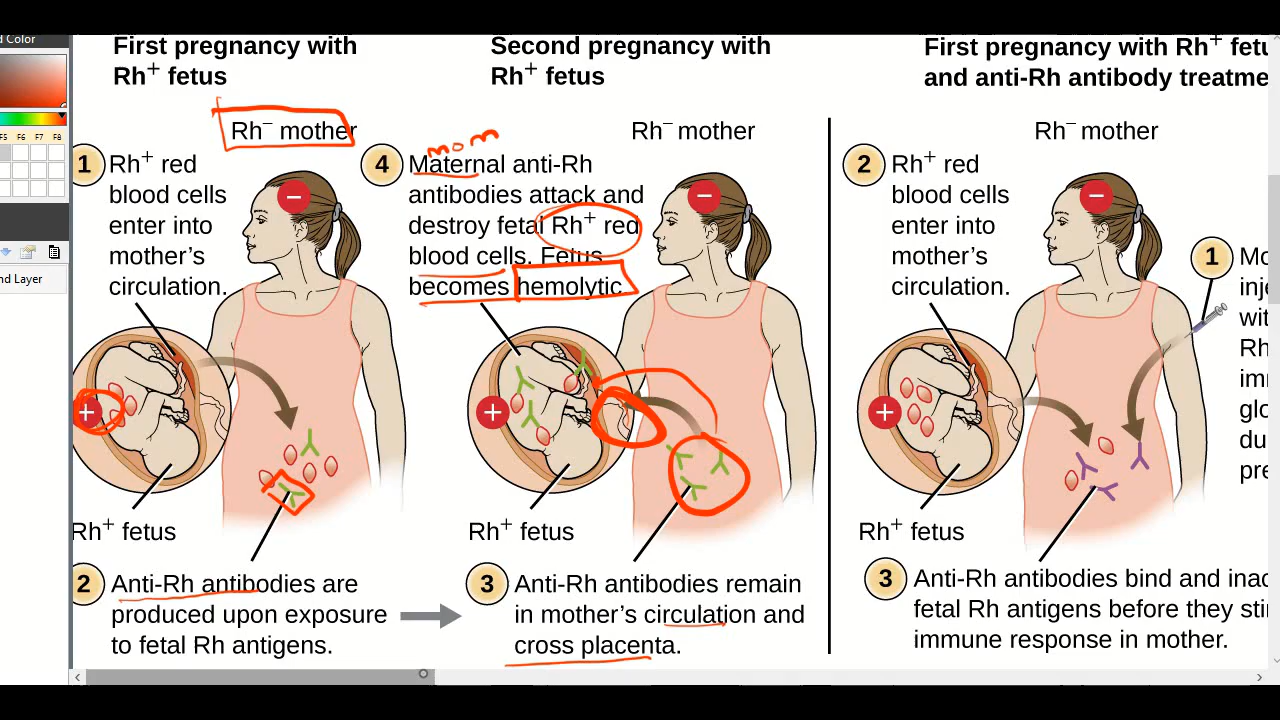 d Color
F5 F6 F7 F8
nd Layer
First pregnancy with
Rh+ fetus
Rh− mother
1 Rh+ red
blood cells
enter into
mother's
circulation.
+
−
Rh+ fetus
2 Anti-Rh antibodies are
produced upon exposure
to fetal Rh antigens.
Second pregnancy with
Rh+ fetus
Rh− mother
mom
4 Maternal anti-Rh
antibodies attack and
destroy fetal Rh+ red
blood cells. Fetus
becomes hemolytic.
−
+
Rh+ fetus
3 Anti-Rh antibodies remain
in mother's circulation and
cross placenta.
First pregnancy with Rh+ fetu
and anti-Rh antibody treatme
Rh− mother
2 Rh+ red
blood cells
enter into
mother's
circulation.
−
+
1 Mo
inje
wit
Rh
imr
glo
du
pre
Rh+ fetus
3 Anti-Rh antibodies bind and inac
fetal Rh antigens before they stir
immune response in mother.